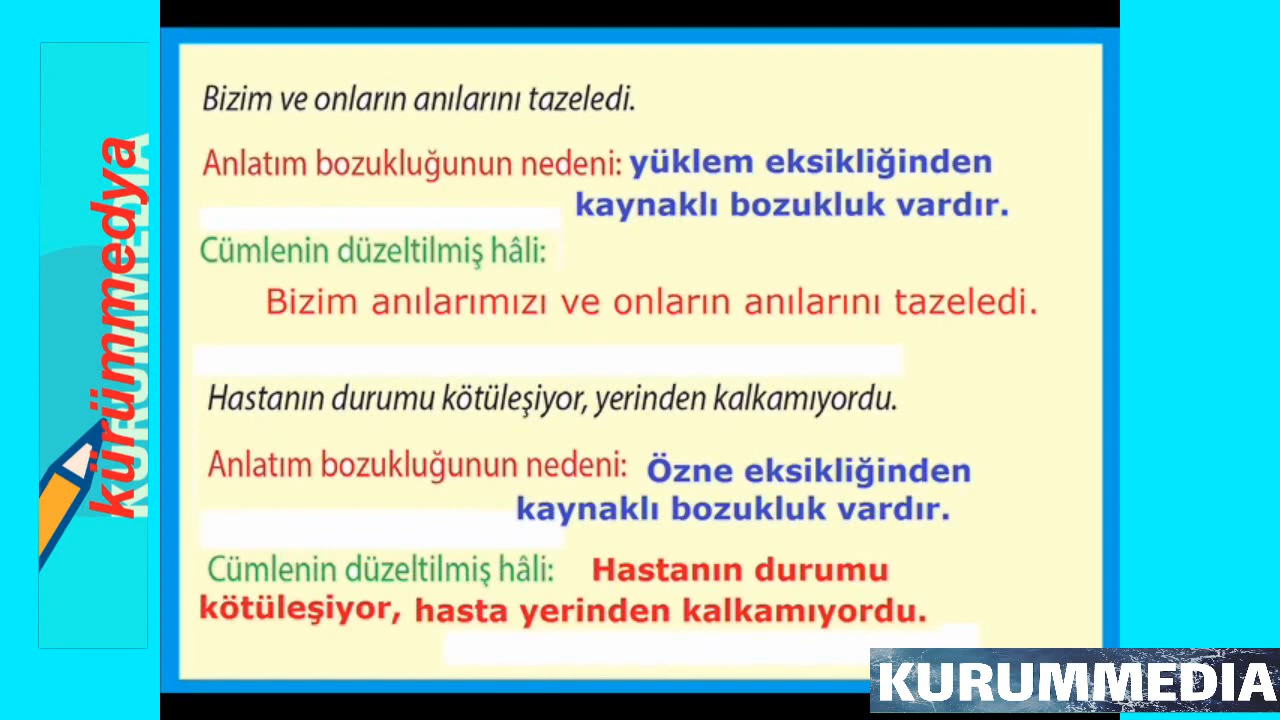 Bizim ve onların anılarını tazeledi.
Anlatım bozukluğunun nedeni: yüklem eksikliğinden
kaynaklı bozukluk vardır.
Cümlenin düzeltilmiş hâli:
Bizim anılarımızı ve onların anılarını tazeledi.
Hastanın durumu kötüleşiyor, yerinden kalkamıyordu.
Anlatım bozukluğunun nedeni: Özne eksikliğinden
kaynaklı bozukluk vardır.
Cümlenin düzeltilmiş hâli: Hastanın durumu
kötüleşiyor, hasta yerinden kalkamıyordu.
kürümmedya
KURUMMEDIA
KURUMMEDIA